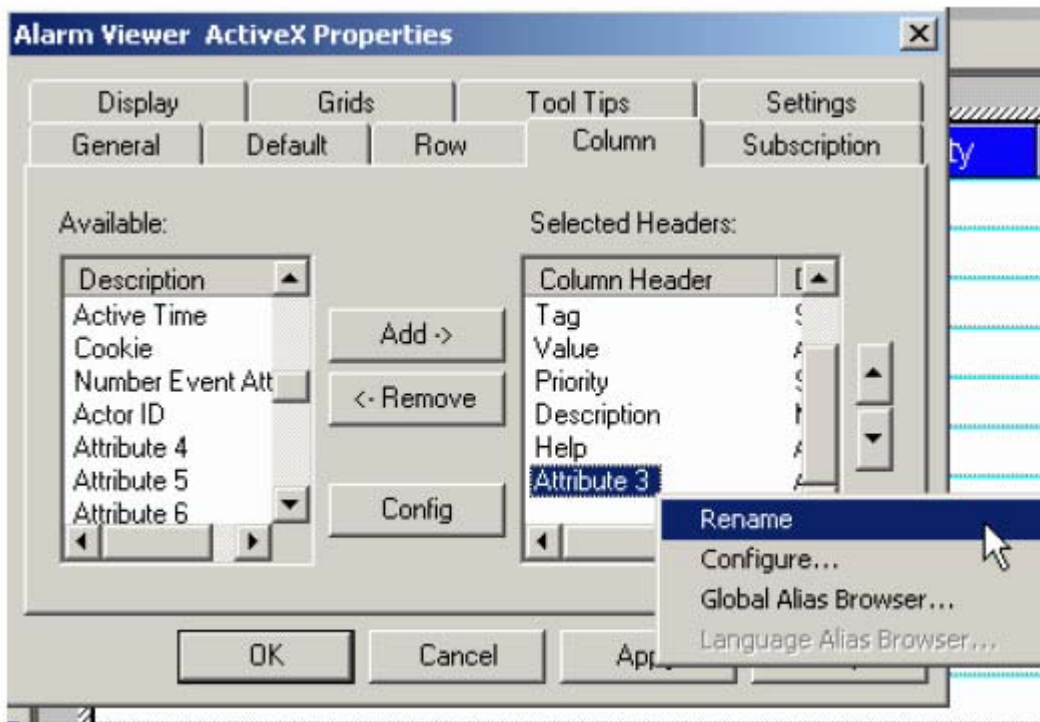 Alarm Viewer ActiveX Properties
Display Grids Tool Tips Settings
General Default Row Column Subscription
ty
Available:
Description
Active Time
Cookie
Number Event Att
Actor ID
Attribute 4
Attribute 5
Attribute 6
Add ->
<- Remove
Config
Selected Headers:
Column Header
Tag
Value
Priority
Description
Help
Attribute 3
Rename
Configure...
Global Alias Browser...
Language Alias Browser...
OK Cancel